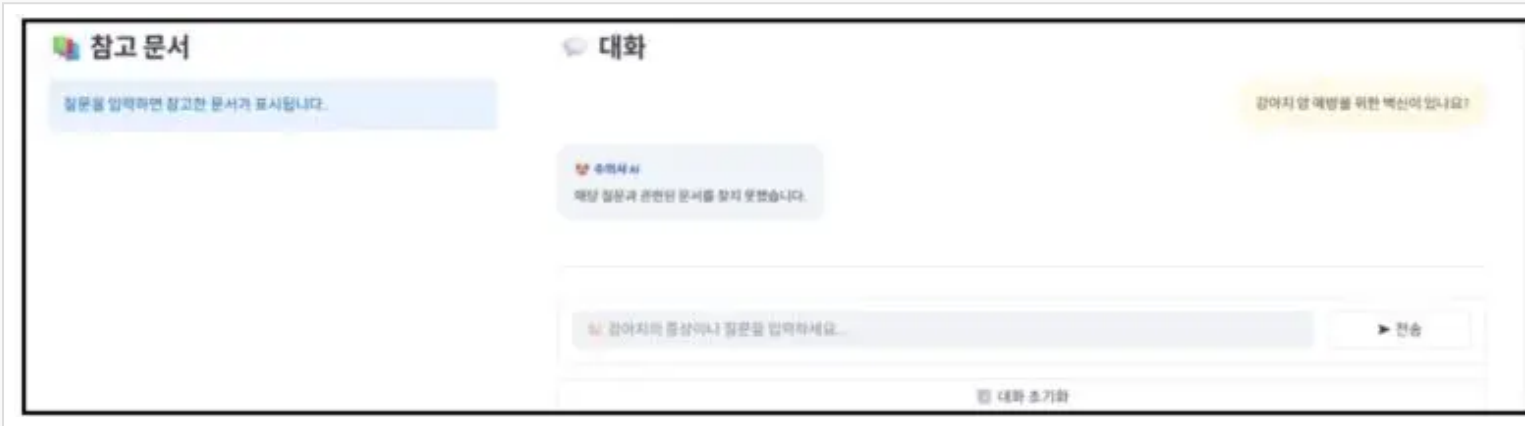 참고 문서
질문을 입력하면 참고한 문서가 표시됩니다.
대화
강아지 암 예방을 위한 백신이 있나요?
수의사 AI
해당 질문과 관련된 문서를 찾지 못했습니다.
강아지의 증상이나 질문을 입력하세요...
➤ 전송
대화 초기화